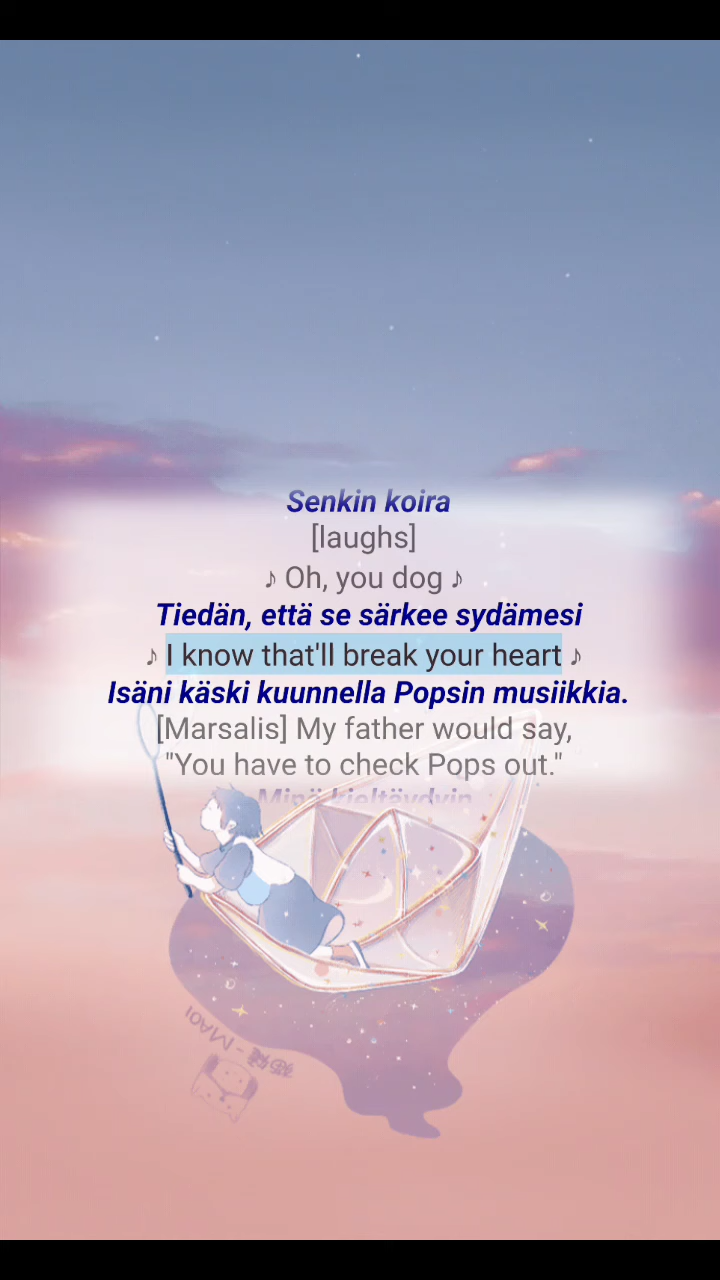 Senkin koira
[laughs]
♪ Oh, you dog ♪
Tiedän, että se särkee sydämesi
♪ I know that'll break your heart ♪
Isäni käski kuunnella Popsin musiikkia.
[Marsalis] My father would say,
"You have to check Pops out."
Minä kieltäydyin
MAOI